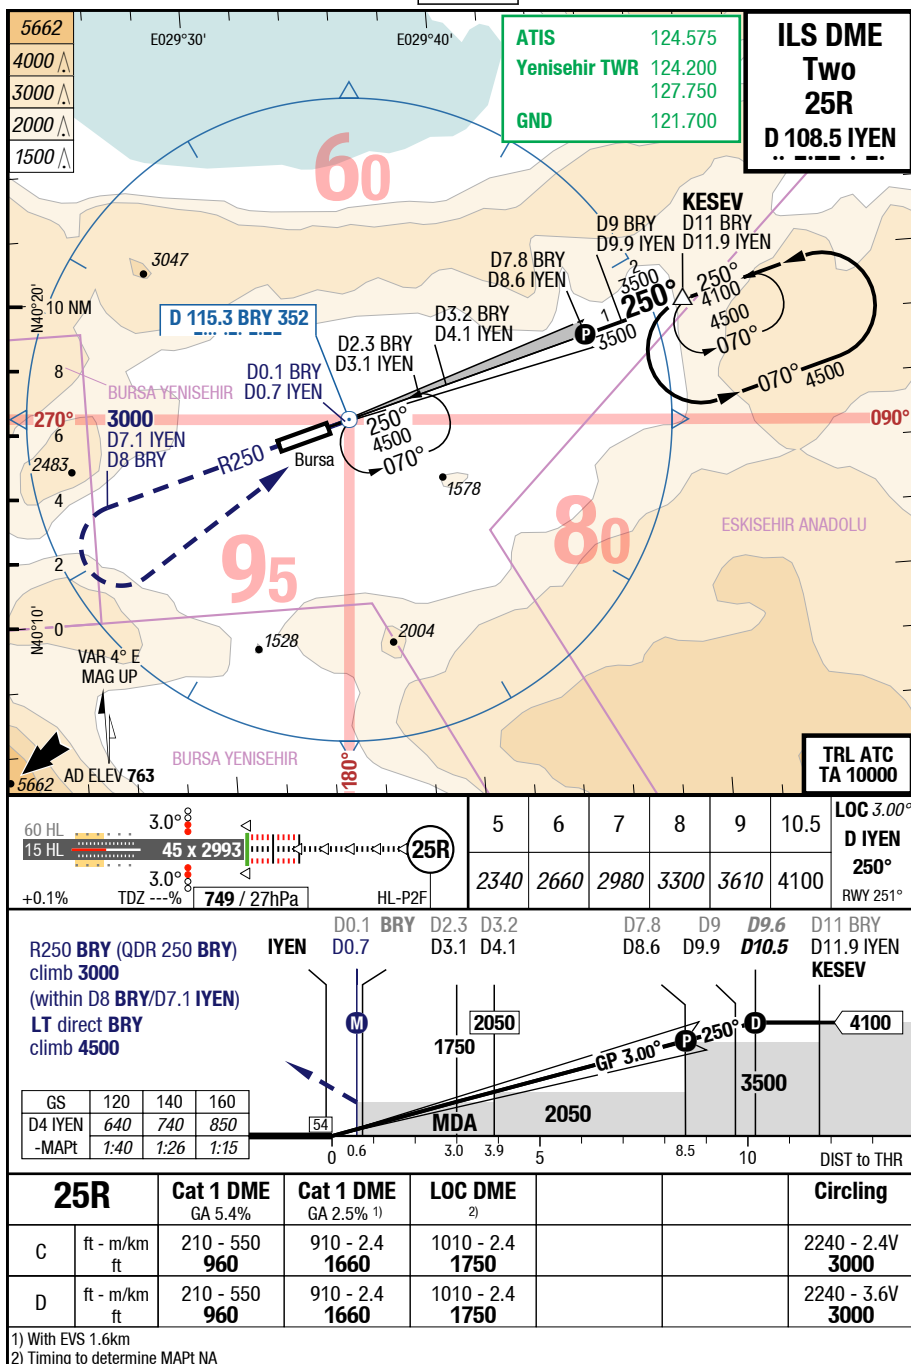 5662
4000
3000
2000
1500
E029°30'
E029°40'
ATIS 124.575
Yenisehir TWR 124.200
127.750
GND 121.700
ILS DME
Two
25R
D 108.5 IYEN
60
KESEV
D9 BRY D11 BRY
D9.9 IYEN D11.9 IYEN
D7.8 BRY
D8.6 IYEN
3047
2
3500
250°
250°
4100
4500
070°
N40°20'
10 NM
D 115.3 BRY 352
D3.2 BRY
D4.1 IYEN
1
P
3500
D2.3 BRY
D3.1 IYEN
8
D0.1 BRY
D0.7 IYEN
070°
4500
BURSA YENISEHIR
270°
3000
D7.1 IYEN
D8 BRY
090°
6
250°
4500
070°
R250
Bursa
2483
1578
4
95
80
ESKISEHIR ANADOLU
2
N40°10'
0
1528
2004
VAR 4° E
MAG UP
BURSA YENISEHIR
180°
AD ELEV 763
5662
TRL ATC
TA 10000
60 HL
15 HL
3.0°
45 x 2993
3.0°
25R
+0.1%
TDZ ---%
749 / 27hPa
HL-P2F
5 6 7 8 9 10.5
2340 2660 2980 3300 3610 4100
LOC 3.00°
D IYEN
250°
RWY 251°
D0.1 BRY D2.3 D3.2 D7.8 D9 D9.6 D11 BRY
IYEN D0.7 D3.1 D4.1 D8.6 D9.9 D10.5 D11.9 IYEN
KESEV
R250 BRY (QDR 250 BRY)
climb 3000
(within D8 BRY/D7.1 IYEN)
LT direct BRY
climb 4500
M
2050
1750
GP 3.00°
P
250°
D
4100
3500
GS 120 140 160
D4 IYEN 640 740 850
-MAPt 1:40 1:26 1:15
54
MDA
2050
0 0.6 3.0 3.9 5 8.5 10 DIST to THR
25R
Cat 1 DME
GA 5.4%
Cat 1 DME
GA 2.5% 1)
LOC DME
2)
Circling
C ft - m/km 210 - 550 910 - 2.4 1010 - 2.4 2240 - 2.4V
ft 960 1660 1750 3000
D ft - m/km 210 - 550 910 - 2.4 1010 - 2.4 2240 - 3.6V
ft 960 1660 1750 3000
1) With EVS 1.6km
2) Timing to determine MAPt NA